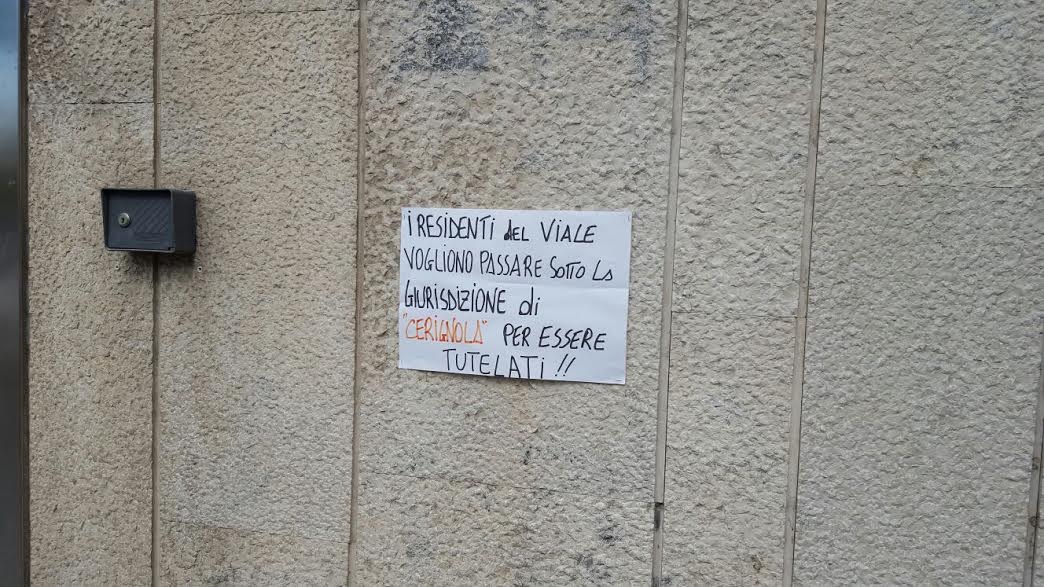 I RESIDENTI del VIALE
VOGLIONO PASSARE SOTTO LA
GIURISDIZIONE di
"CERIGNOLA" PER ESSERE
TUTELATI !!